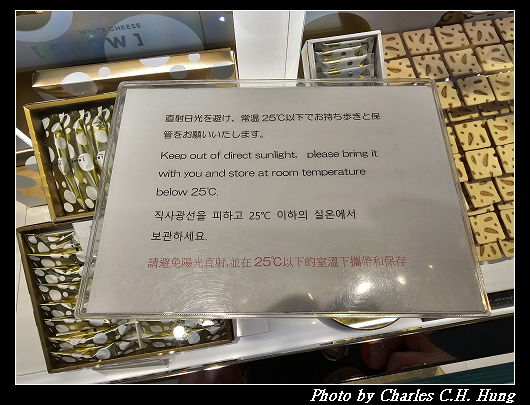 WHITE CHEESE
直射日光を避け、常温25℃以下でお持ち歩きと保
管をお願いいたします。
Keep out of direct sunlight, please bring it
with you and store at room temperature
below 25℃.
직사광선을 피하고 25℃ 이하의 실온에서
보관하세요.
請避免陽光直射,並在25℃以下的室溫下攜帶和保存
Photo by Charles C.H. Hung